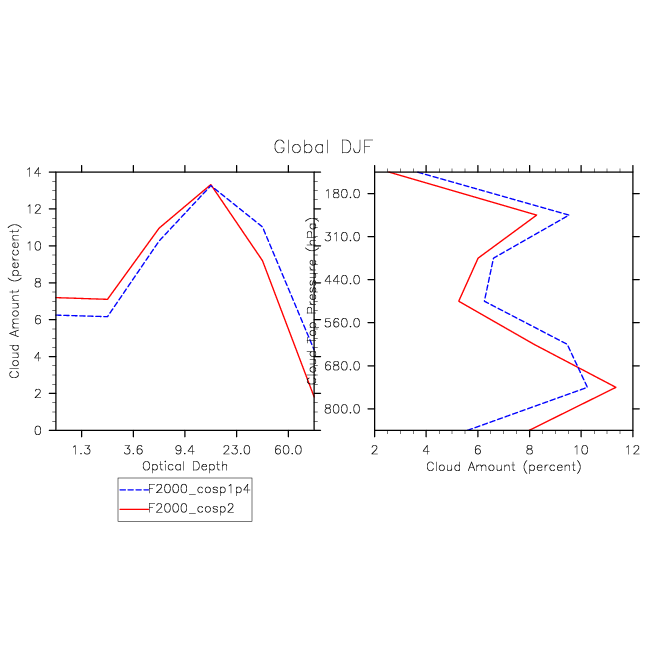 Global DJF
14
12
10
8
6
4
2
0
Cloud Amount (percent)
1.3 3.6 9.4 23.0 60.0
Optical Depth
F2000_cosp1p4
F2000_cosp2
Cloud Top Pressure (hPa)
180.0
310.0
440.0
560.0
680.0
800.0
2 4 6 8 10 12
Cloud Amount (percent)